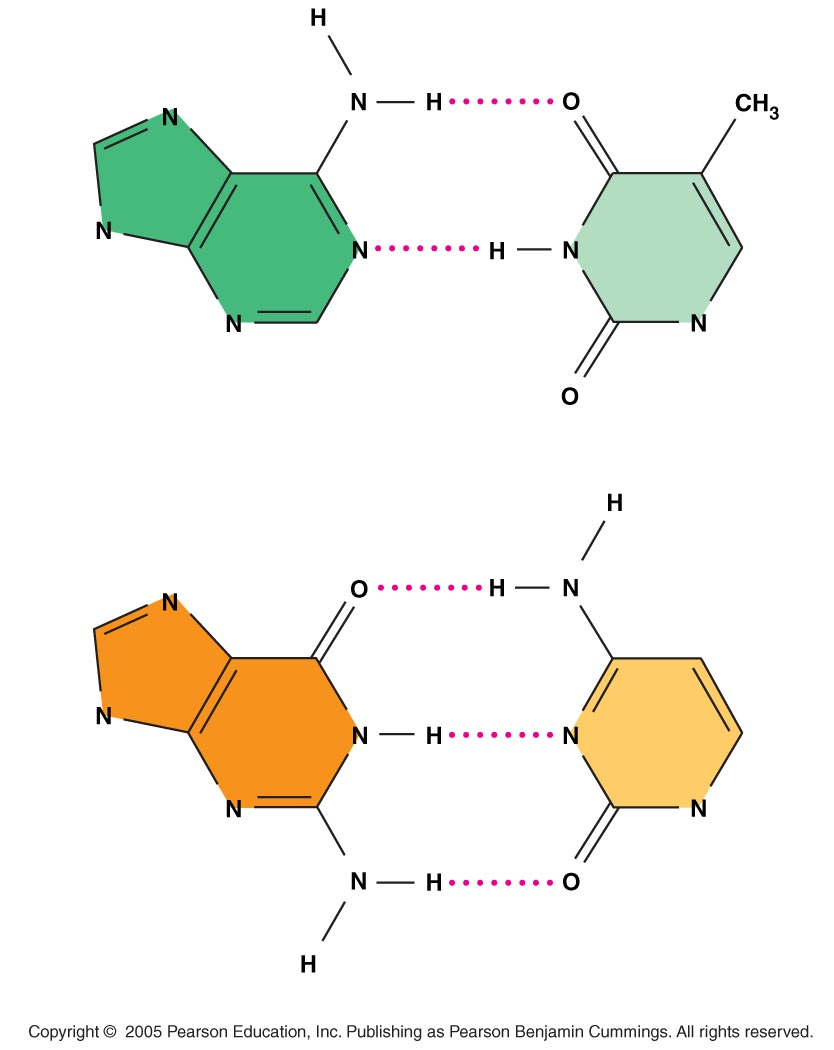 H
N H O CH3
N
N N H N
N N
O
H
O H N
N
N N H N
N N
N H O
H
Copyright © 2005 Pearson Education, Inc. Publishing as Pearson Benjamin Cummings. All rights reserved.